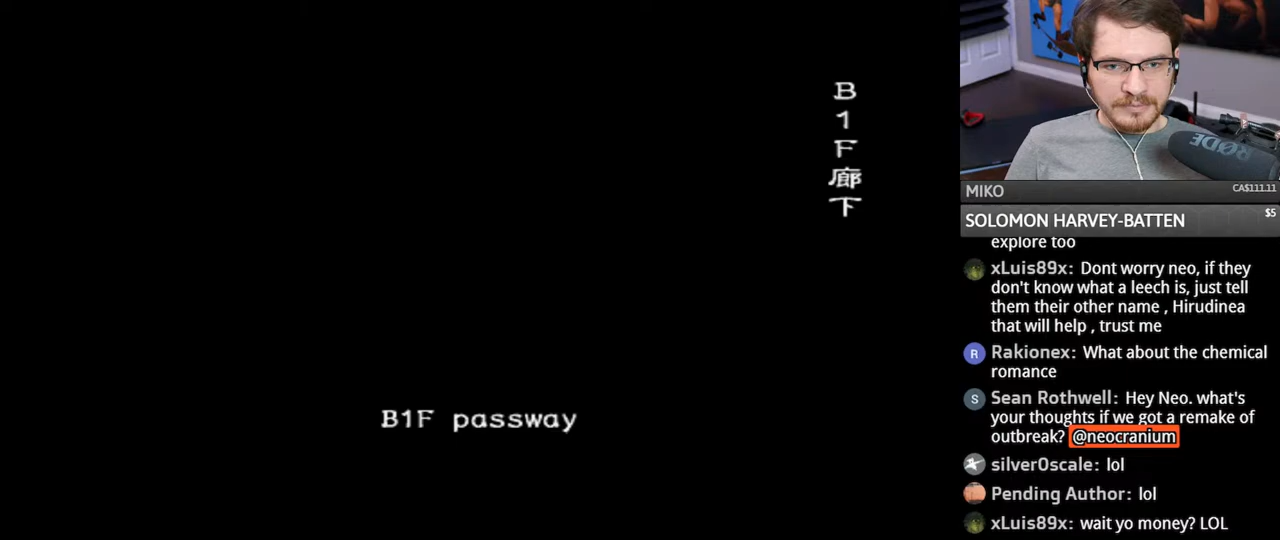 B1F廊下
B1F passway
RØDE
MIKO
CA$111.11
SOLOMON HARVEY-BATTEN
$5
explore too
xLuis89x: Dont worry neo, if they
don't know what a leech is, just tell
them their other name , Hirudinea
that will help , trust me
R
Rakionex: What about the chemical
romance
S
Sean Rothwell: Hey Neo. what's
your thoughts if we got a remake of
outbreak? @neocranium
silver0scale: lol
Pending Author: lol
xLuis89x: wait yo money? LOL